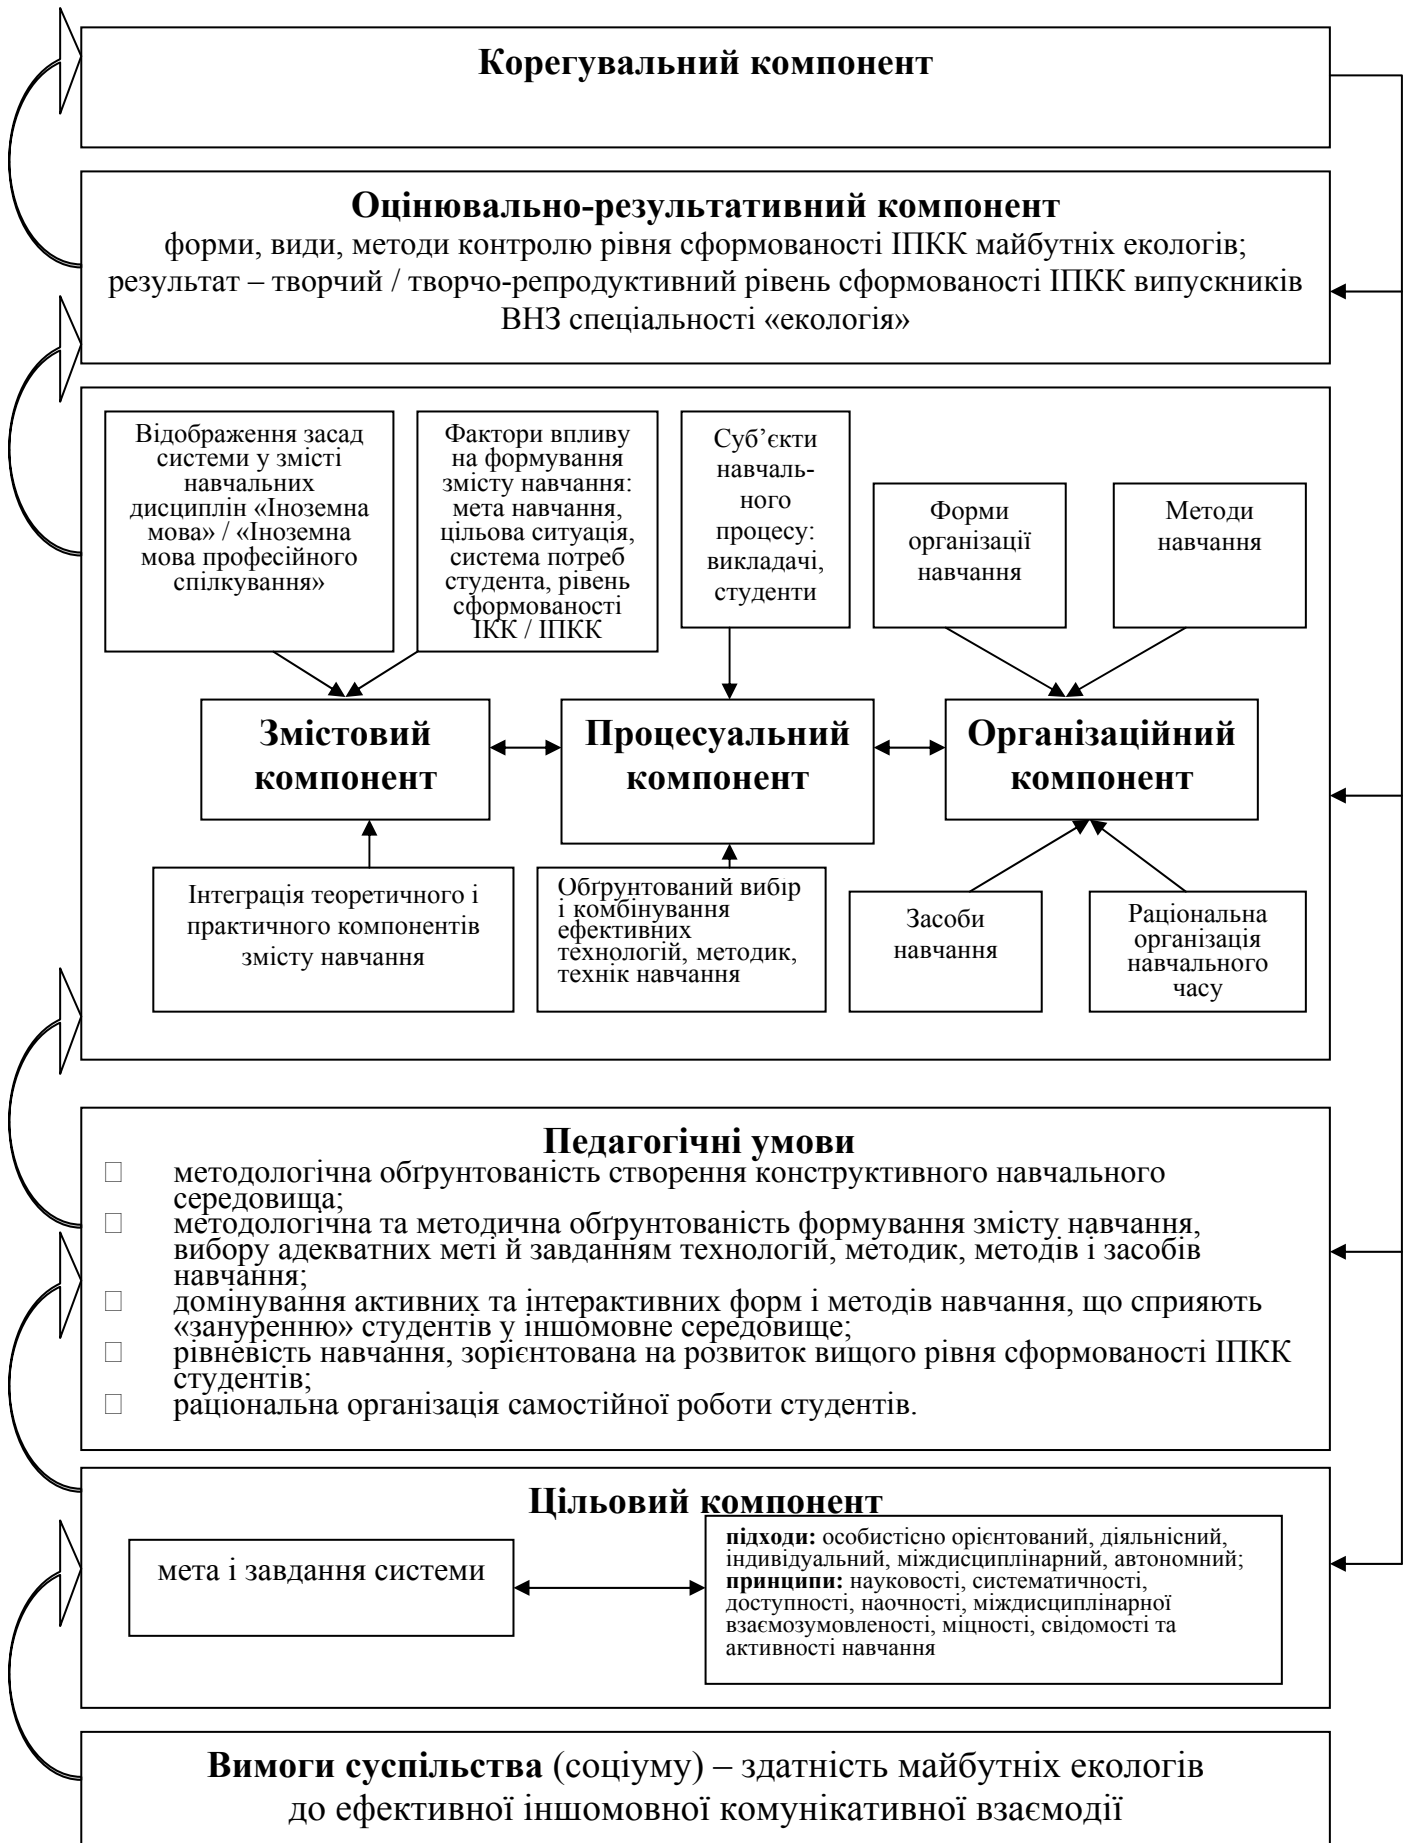 Корегувальний компонент
Оцінювально-результативний компонент
форми, види, методи контролю рівня сформованості ІПКК майбутніх екологів;
результат – творчий / творчо-репродуктивний рівень сформованості ІПКК випускників
ВНЗ спеціальності «екологія»
Відображення засад
системи у змісті
навчальних
дисциплін «Іноземна
мова» / «Іноземна
мова професійного
спілкування»
Фактори впливу
на формування
змісту навчання:
мета навчання,
цільова ситуація,
система потреб
студента, рівень
сформованості
ІКК / ІПКК
Суб’єкти
навчаль-
ного
процесу:
викладачі,
студенти
Форми
організації
навчання
Методи
навчання
Змістовий
компонент
Процесуальний
компонент
Організаційний
компонент
Інтеграція теоретичного і
практичного компонентів
змісту навчання
Обґрунтований вибір
і комбінування
ефективних
технологій, методик,
технік навчання
Засоби
навчання
Раціональна
організація
навчального
часу
Педагогічні умови
методологічна обґрунтованість створення конструктивного навчального
середовища;
методологічна та методична обґрунтованість формування змісту навчання,
вибору адекватних меті й завданням технологій, методик, методів і засобів
навчання;
домінування активних та інтерактивних форм і методів навчання, що сприяють
«зануренню» студентів у іншомовне середовище;
рівневість навчання, зорієнтована на розвиток вищого рівня сформованості ІПКК
студентів;
раціональна організація самостійної роботи студентів.
Цільовий компонент
мета і завдання системи
підходи: особистісно орієнтований, діяльнісний,
індивідуальний, міждисциплінарний, автономний;
принципи: науковості, систематичності,
доступності, наочності, міждисциплінарної
взаємозумовленості, міцності, свідомості та
активності навчання
Вимоги суспільства (соціуму) – здатність майбутніх екологів
до ефективної іншомовної комунікативної взаємодії